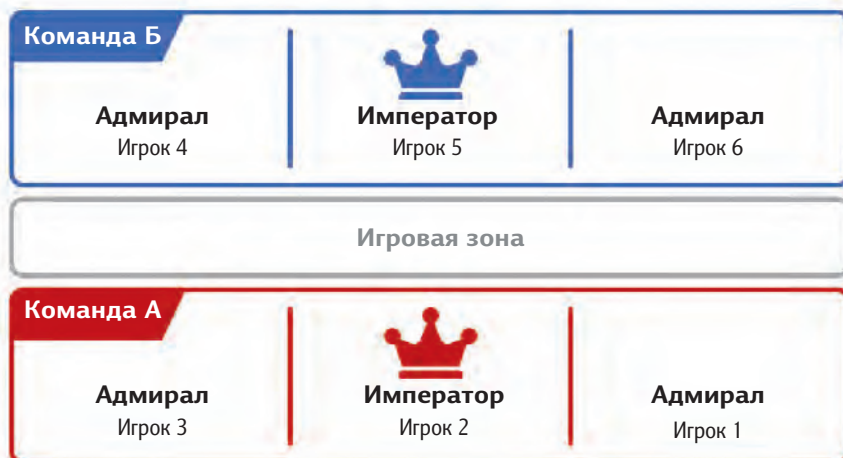 Команда Б
Адмирал
Игрок 4
Император
Игрок 5
Адмирал
Игрок 6
Игровая зона
Команда А
Адмирал
Игрок 3
Император
Игрок 2
Адмирал
Игрок 1